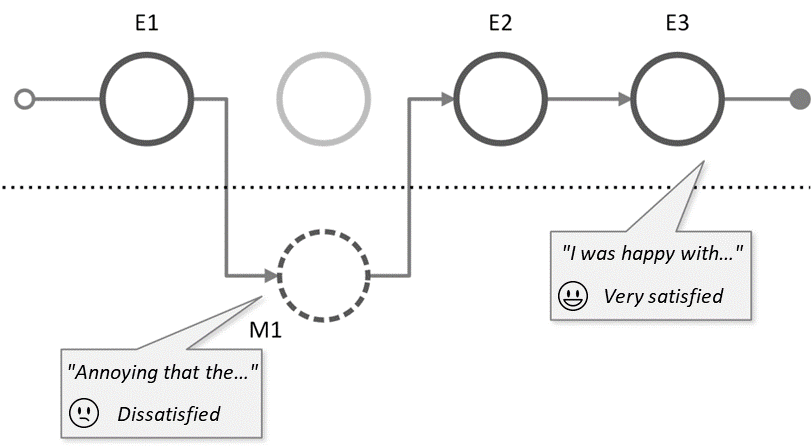 E1
E2
E3
"I was happy with…"
Very satisfied
M1
"Annoying that the…"
Dissatisfied